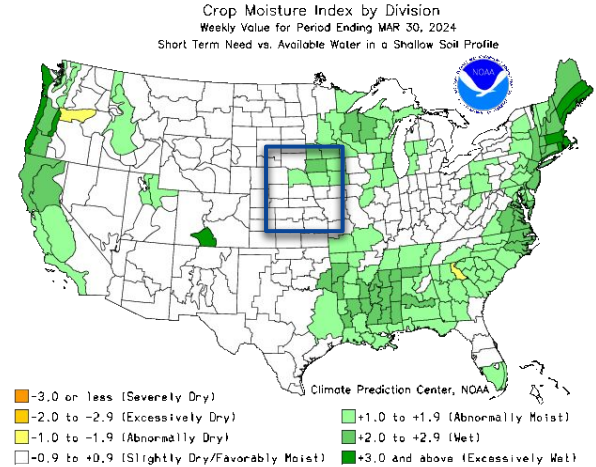 Crop Moisture Index by Division
Weekly Value for Period Ending MAR 30, 2024
Short Term Need vs. Available Water in a Shallow Soil Profile
NOAA
Climate Prediction Center, NOAA
-3.0 or less (Severely Dry)
-2.0 to -2.9 (Excessively Dry)
-1.0 to -1.9 (Abnormally Dry)
-0.9 to +0.9 (Slightly Dry/Favorably Moist)
+1.0 to +1.9 (Abnormally Moist)
+2.0 to +2.9 (Wet)
+3.0 and above (Excessively Wet)